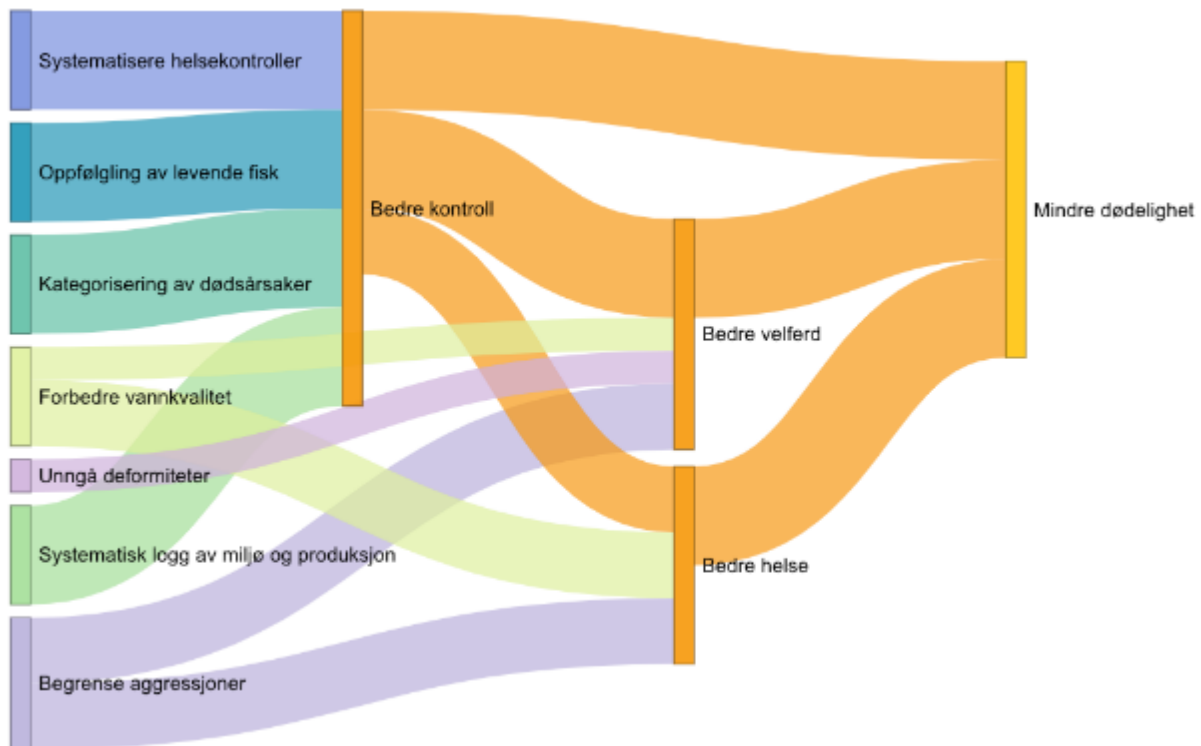 Systematisere helsekontroller
Oppfølgling av levende fisk
Kategorisering av dødsårsaker
Forbedre vannkvalitet
Unngå deformiteter
Systematisk logg av miljø og produksjon
Begrense aggressjoner
Bedre kontroll
Bedre velferd
Bedre helse
Mindre dødelighet